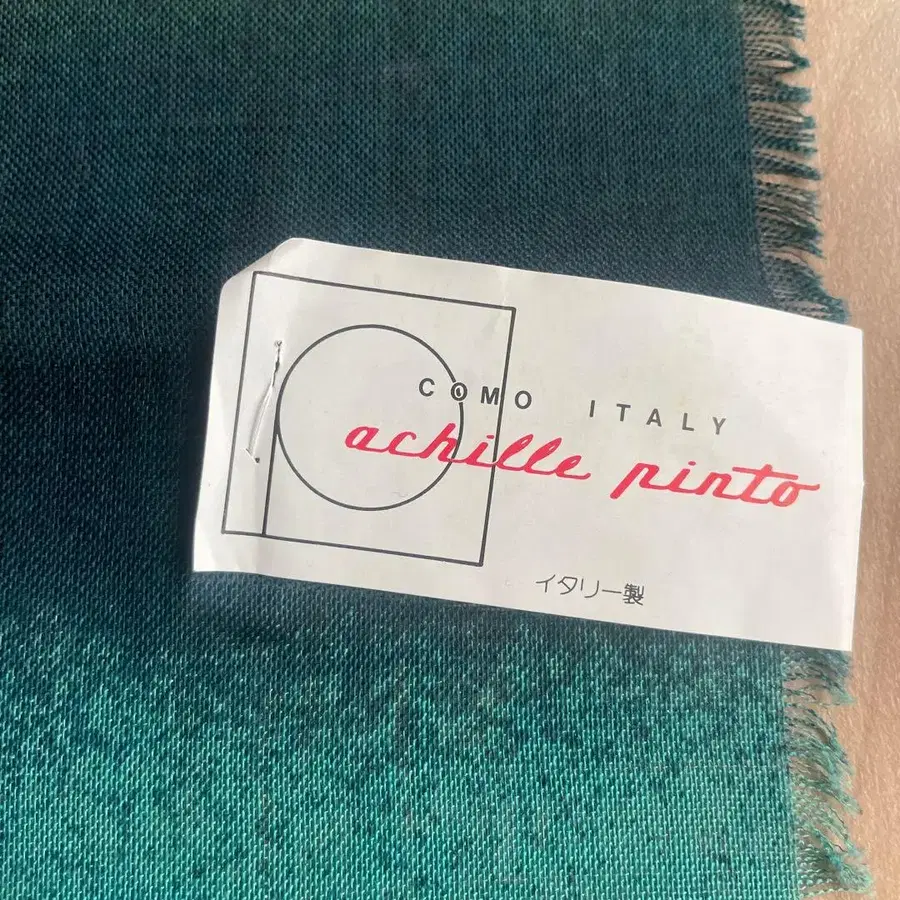 COMO ITALY
achille pinto
イタリー製